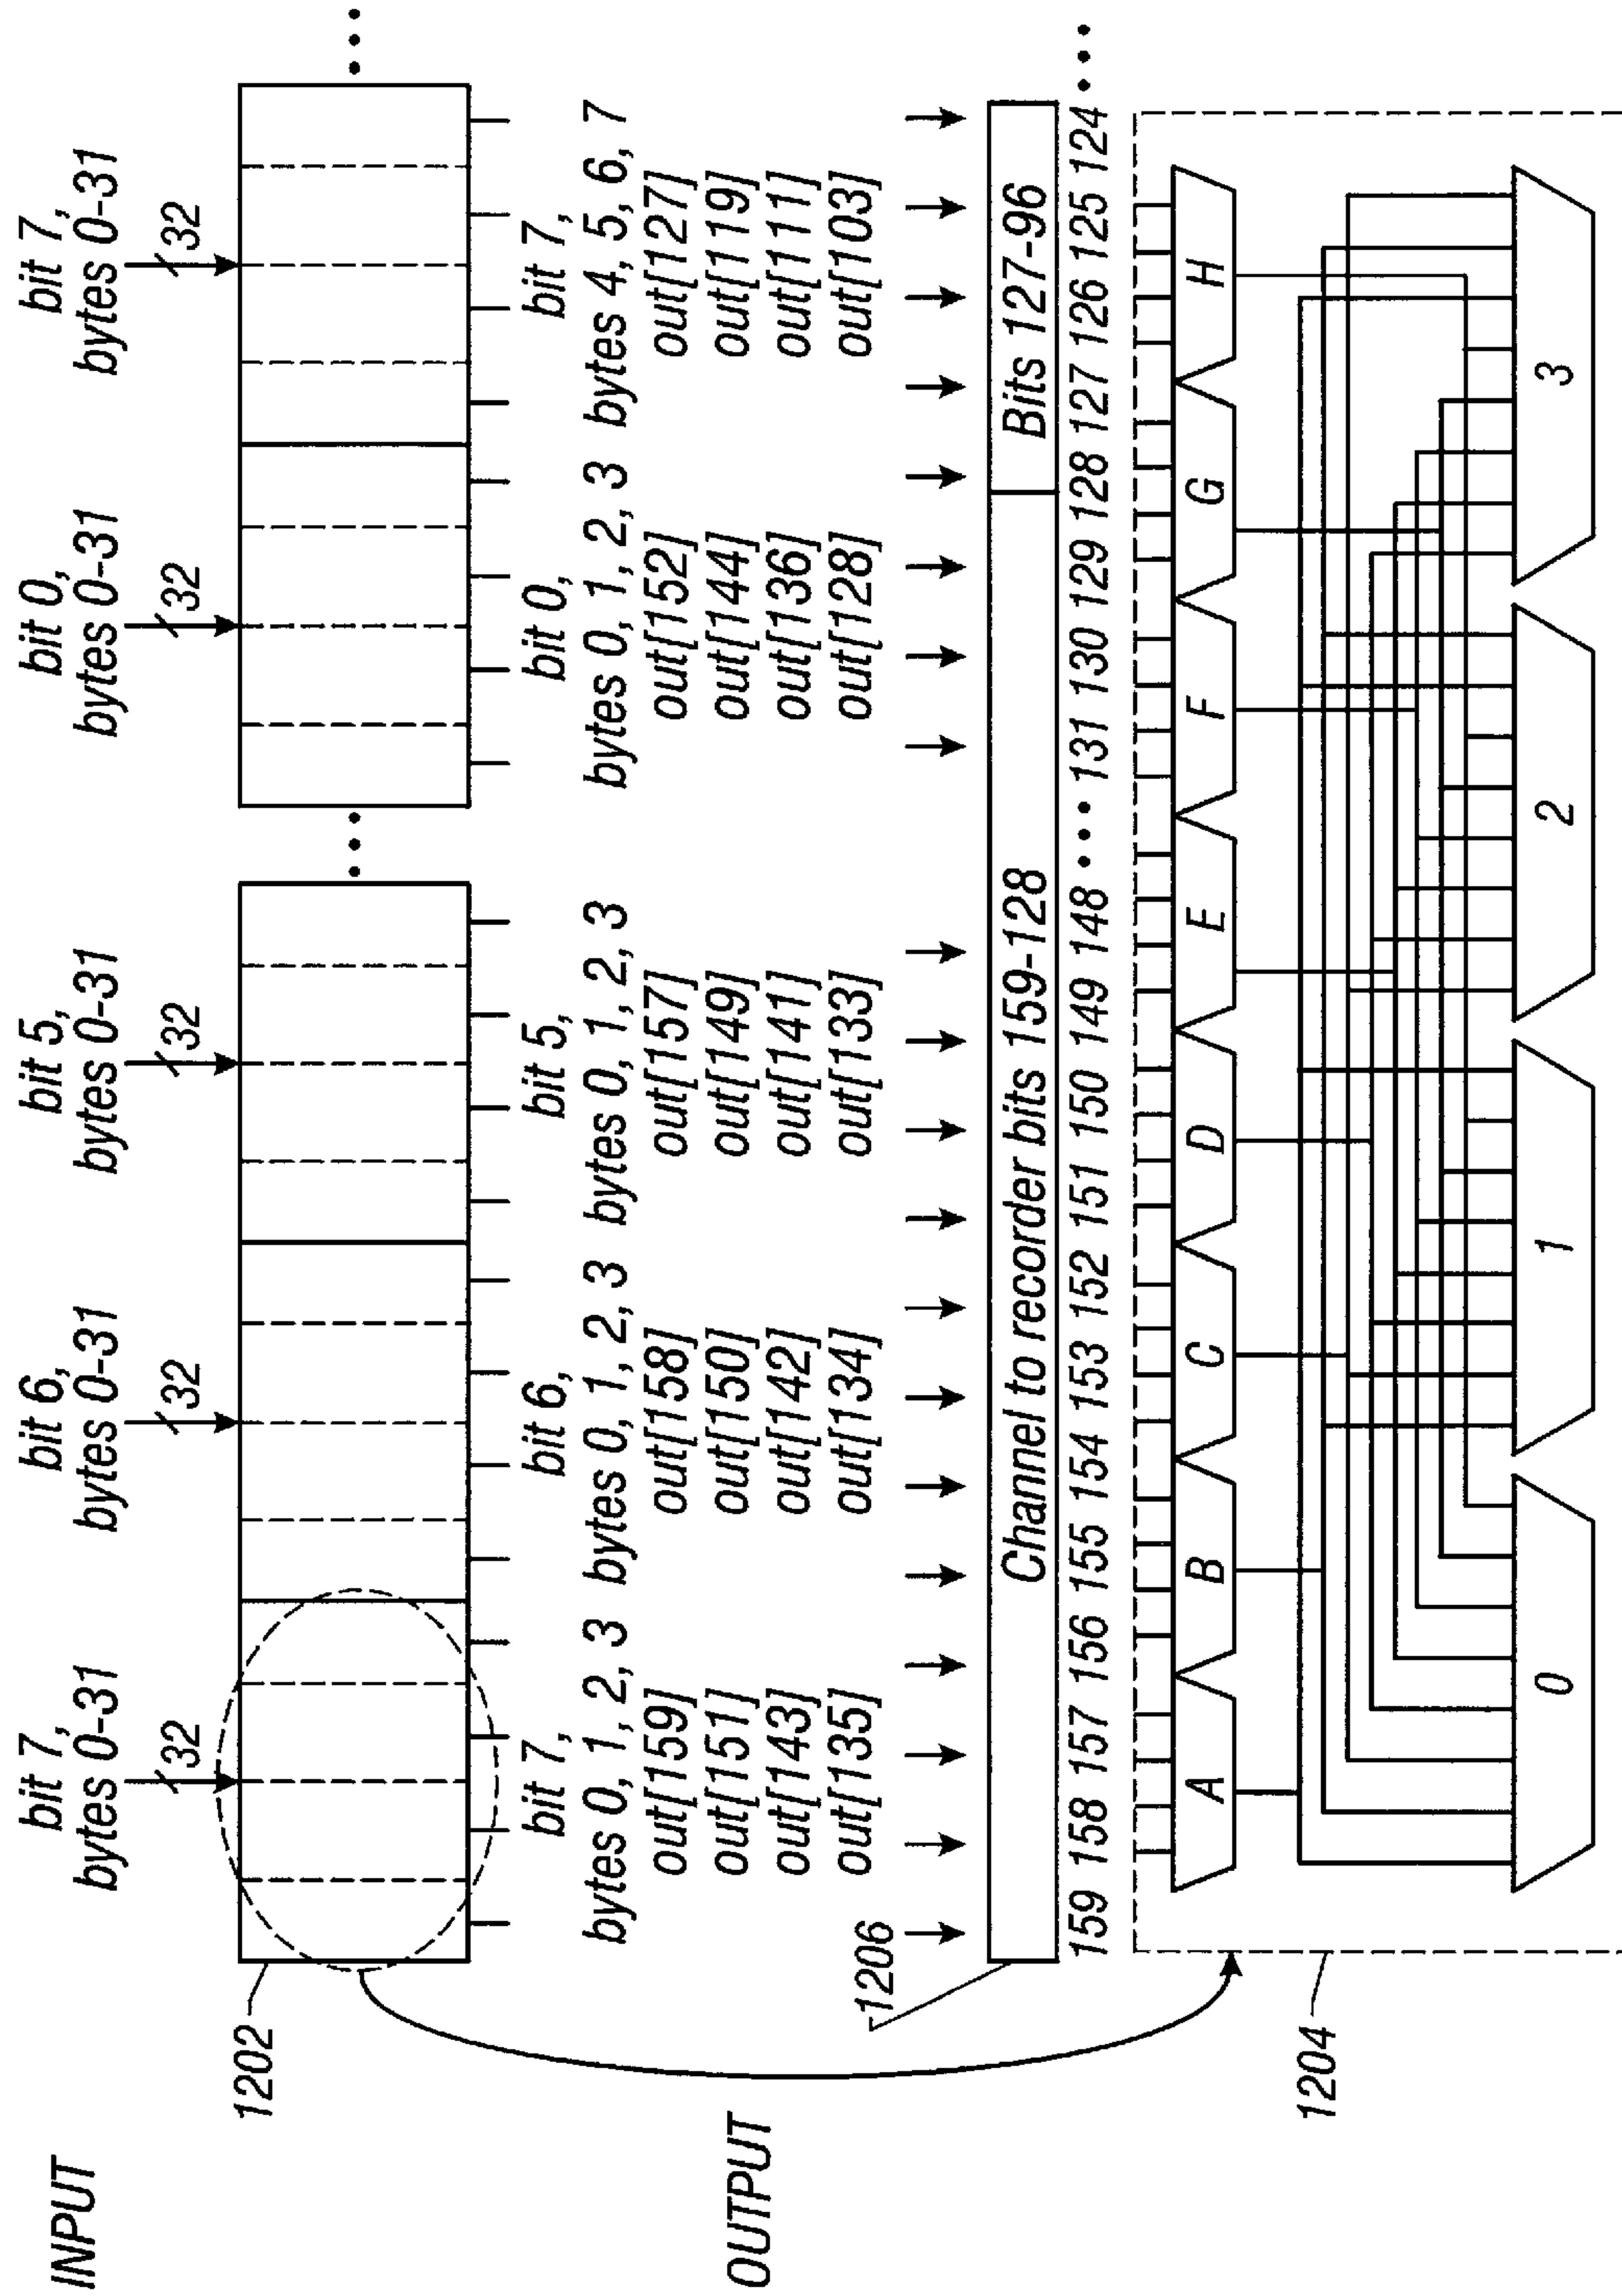 INPUT
bit 7,
bytes 0-31
32
bit 6,
bytes 0-31
32
bit 5,
bytes 0-31
32
bit 0,
bytes 0-31
32
bit 7,
bytes 0-31
32
1202
• • •
• • •
OUTPUT
bit 7,
bytes 0, 1, 2, 3
out[159]
out[151]
out[143]
out[135]
bit 6,
bytes 0, 1, 2, 3
out[158]
out[150]
out[142]
out[134]
bit 5,
bytes 0, 1, 2, 3
out[157]
out[149]
out[141]
out[133]
bit 0,
bytes 0, 1, 2, 3
out[152]
out[144]
out[136]
out[128]
bit 7,
bytes 4, 5, 6, 7
out[127]
out[119]
out[111]
out[103]
1206
Channel to recorder bits 159-128
Bits 127-96
159 158 157 156 155 154 153 152 151 150 149 148 • • • 131 130 129 128 127 126 125 124 • • •
A B C D E F G H
1204
0 1 2 3